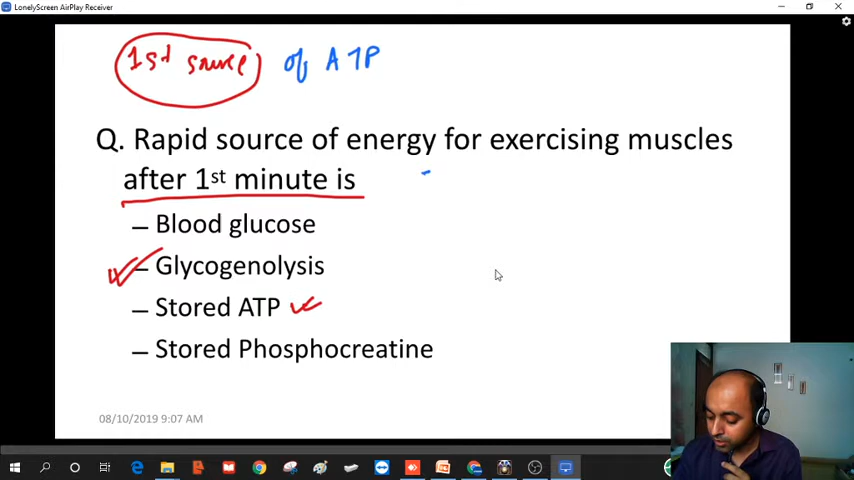 LonelyScreen AirPlay Receiver
1st source of ATP
Q. Rapid source of energy for exercising muscles
after 1st minute is
– Blood glucose
– Glycogenolysis
– Stored ATP
– Stored Phosphocreatine
08/10/2019 9:07 AM